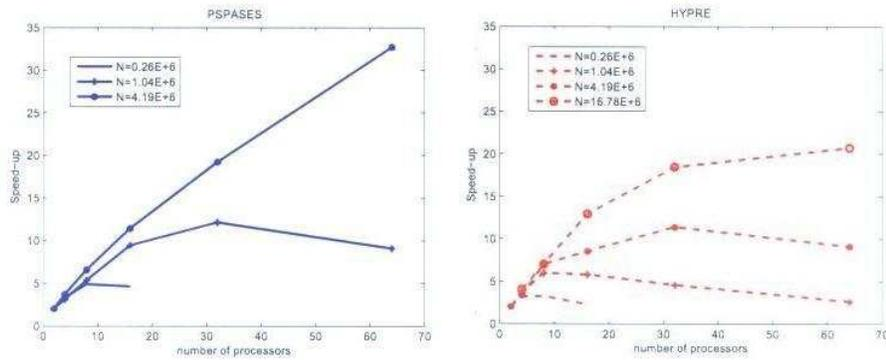 PSPASES
35
30
25
20
15
10
5
0
Speed-up
N=0.26E+6
N=1.04E+6
N=4.19E+6
0 10 20 30 40 50 60 70
number of processors
HYPRE
35
30
25
20
15
10
5
0
Speed-up
N=0.26E+6
N=1.04E+6
N=4.19E+6
N=16.78E+6
0 10 20 30 40 50 60 70
number of processors